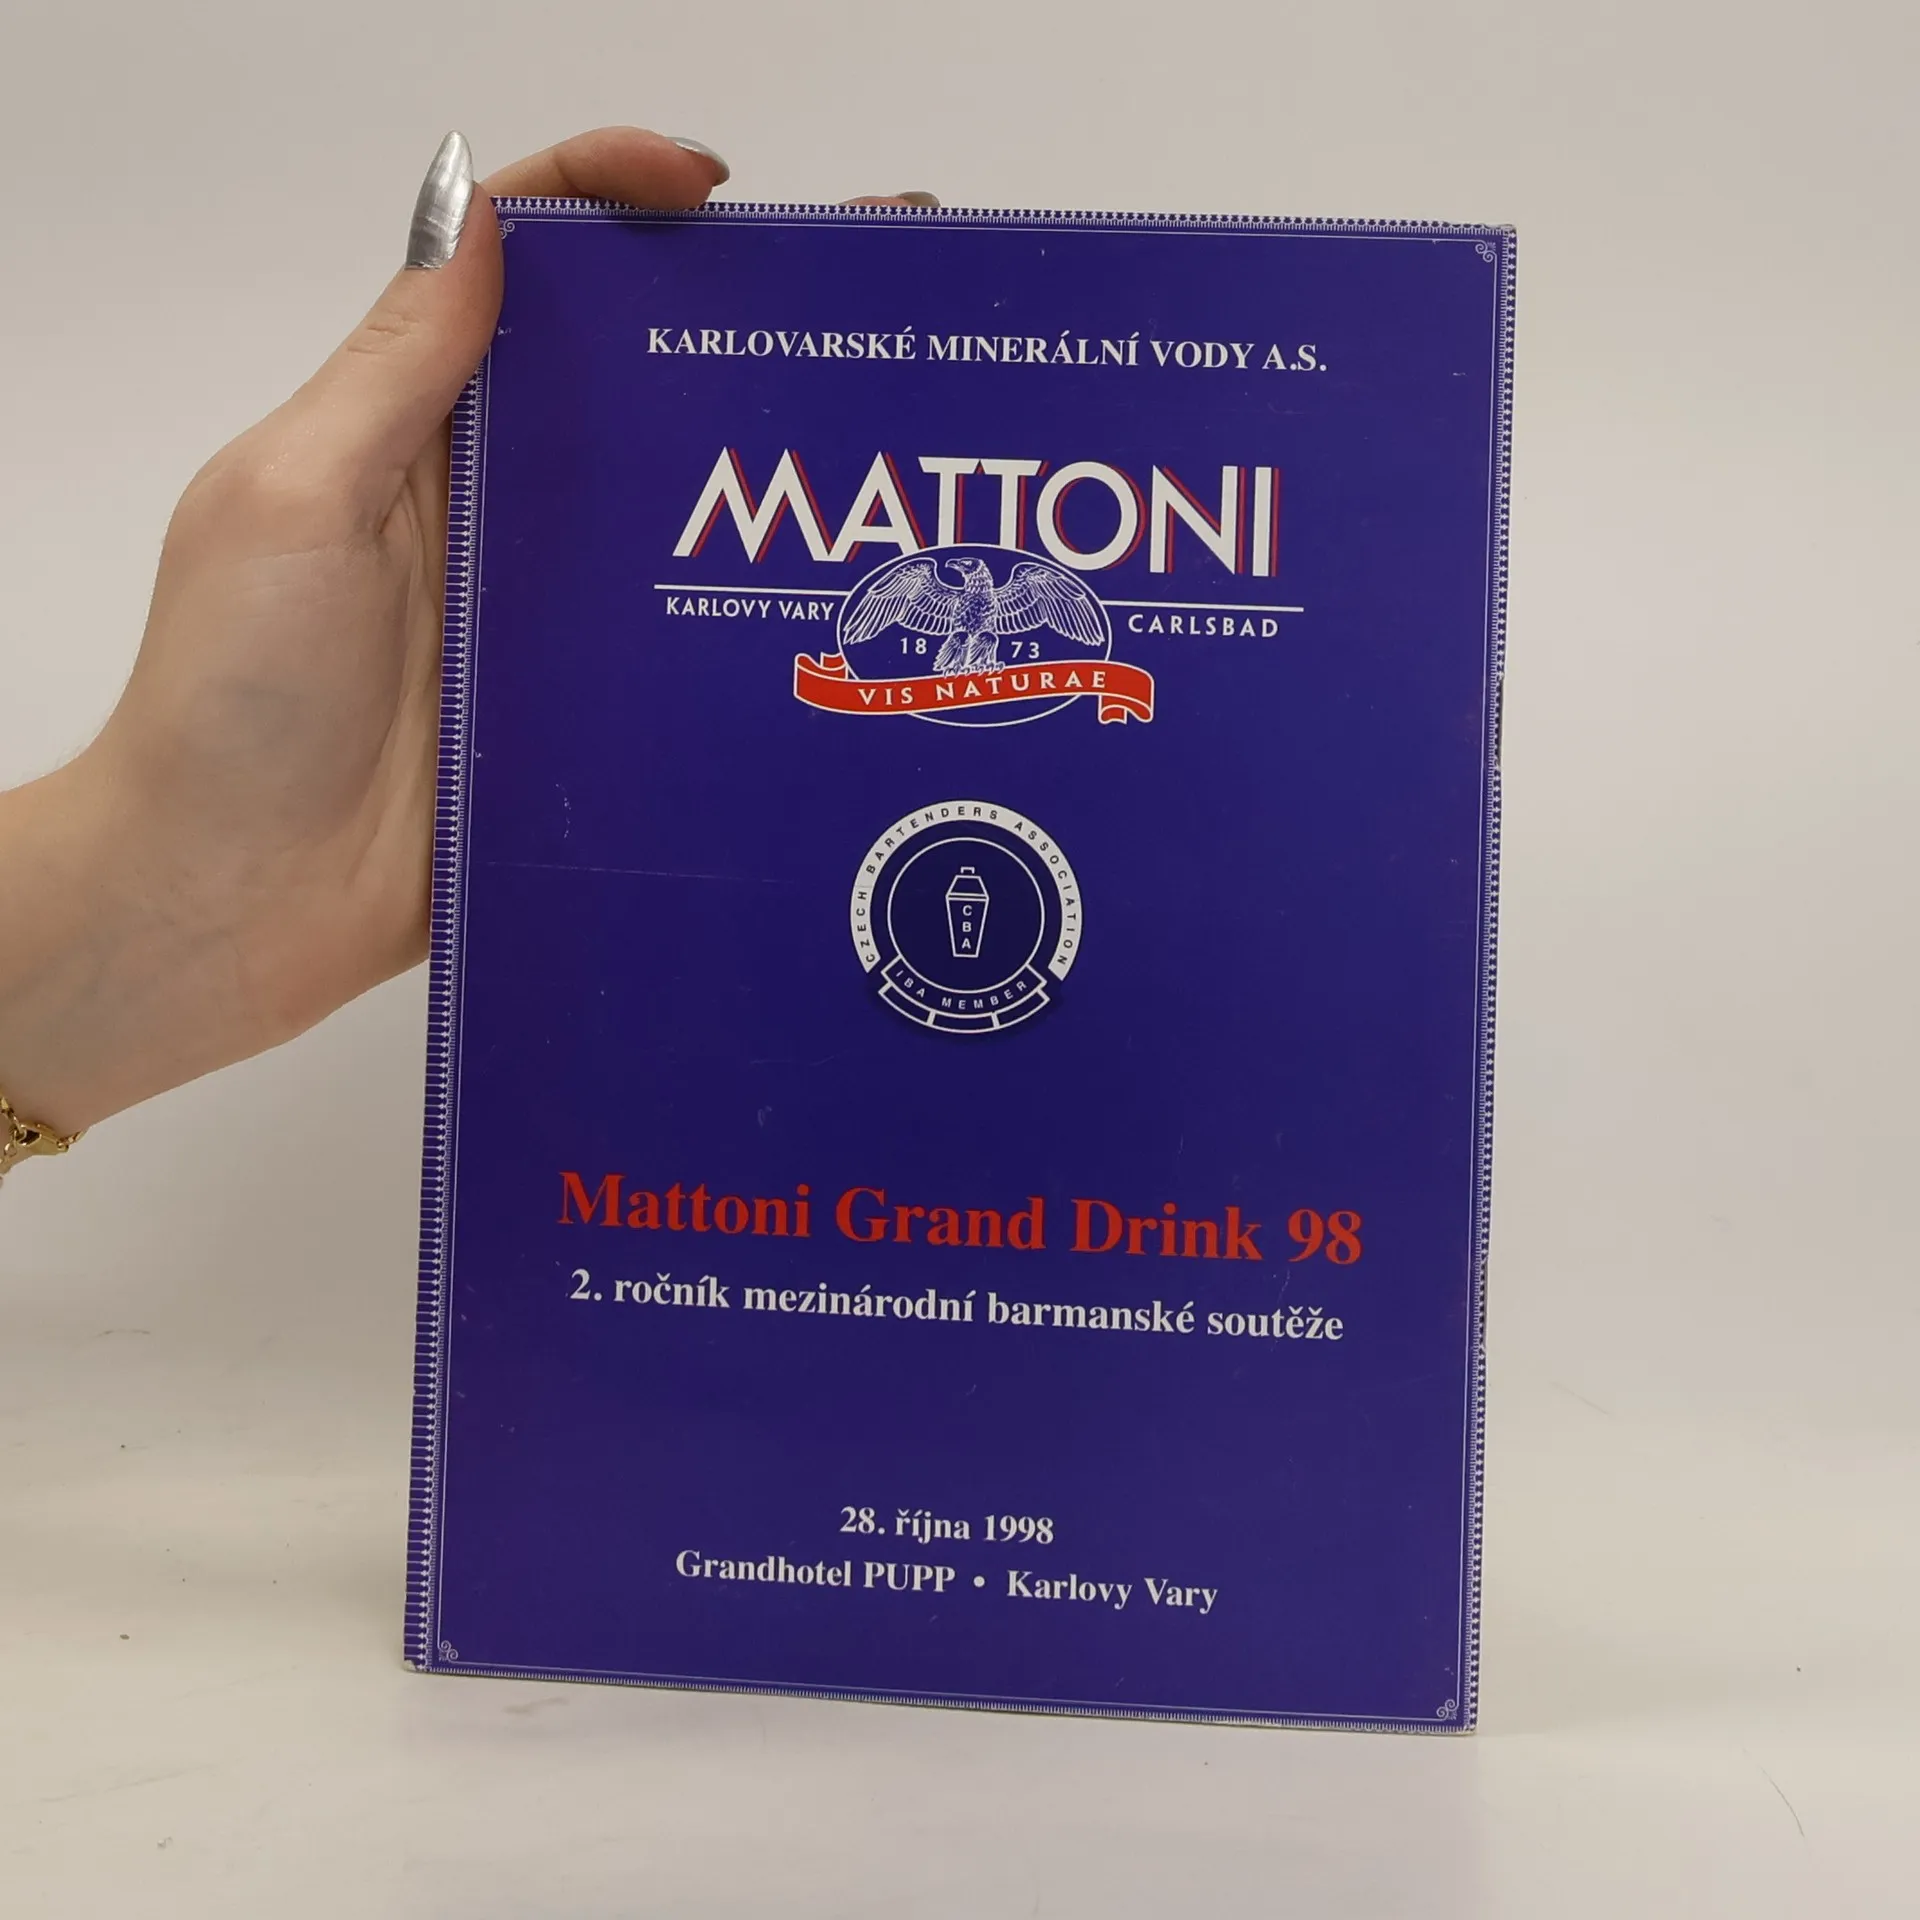 KARLOVARSKÉ MINERÁLNÍ VODY A.S.
MATTONI
KARLOVY VARY
CARLSBAD
18 73
VIS NATURAE
CZECH BARTENDERS ASSOCIATION
CBA
IBA MEMBER
Mattoni Grand Drink 98
2. ročník mezinárodní barmanské soutěže
28. října 1998
Grandhotel PUPP • Karlovy Vary